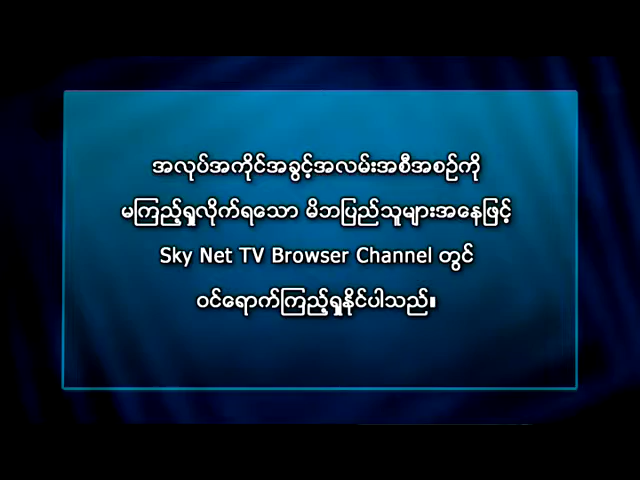 အလုပ်အကိုင်အခွင့်အလမ်းအစီအစဉ်ကို
မကြည့်ရှုလိုက်ရသော မိဘပြည်သူများအနေဖြင့်
Sky Net TV Browser Channel တွင်
ဝင်ရောက်ကြည့်ရှုနိုင်ပါသည်။